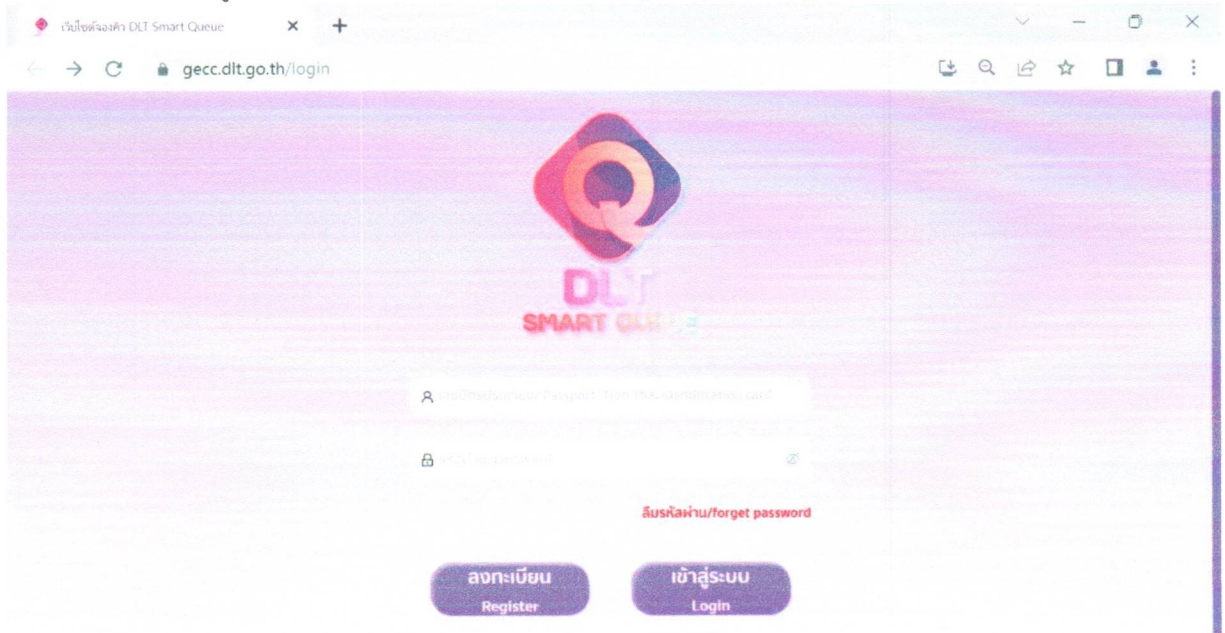 เว็บไซต์จองคิว DLT Smart Queue
gecc.dlt.go.th/login
DLT
SMART QUEUE
ลืมรหัสผ่าน/forget password
ลงทะเบียน
เข้าสู่ระบบ
Register
Login